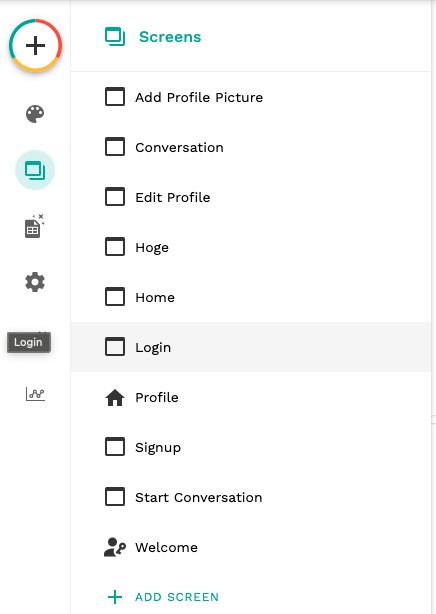 Screens
Add Profile Picture
Conversation
Edit Profile
Hoge
Home
Login
Login
Profile
Signup
Start Conversation
Welcome
ADD SCREEN